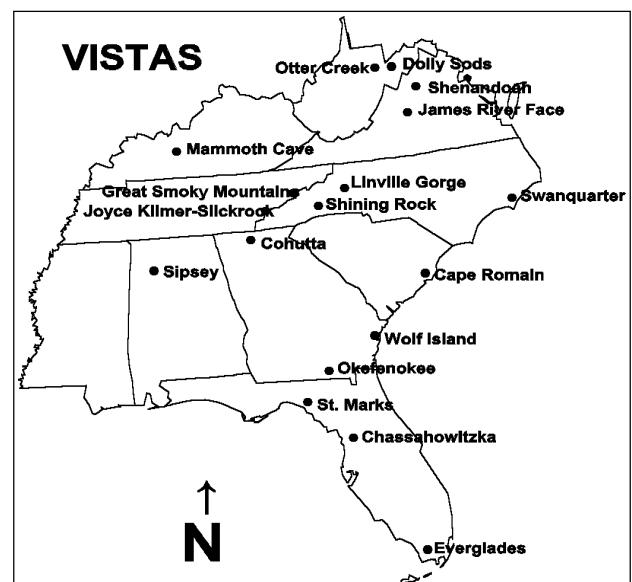 VISTAS
Otter Creek
Dolly Sods
Shenandoah
James River Face
Mammoth Cave
Great Smoky Mountains
Linville Gorge
Joyce Kilmer-Slickrock
Shining Rock
Swanquarter
Cohutta
Sipsey
Cape Romain
Wolf Island
Okefenokee
St. Marks
Chassahowitzka
N
Everglades